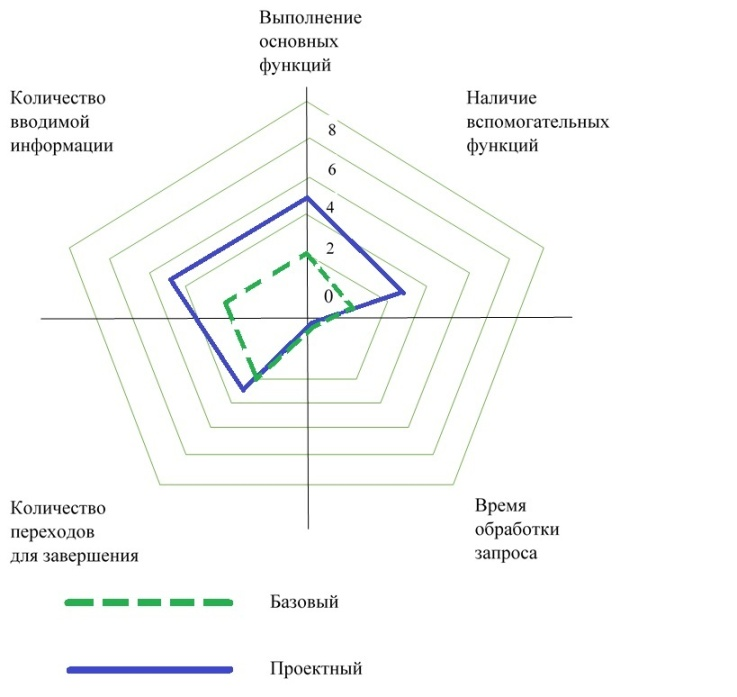 Выполнение
основных
функций
Количество
вводимой
информации
Наличие
вспомогательных
функций
8
6
4
2
0
Количество
переходов
для завершения
Время
обработки
запроса
Базовый
Проектный